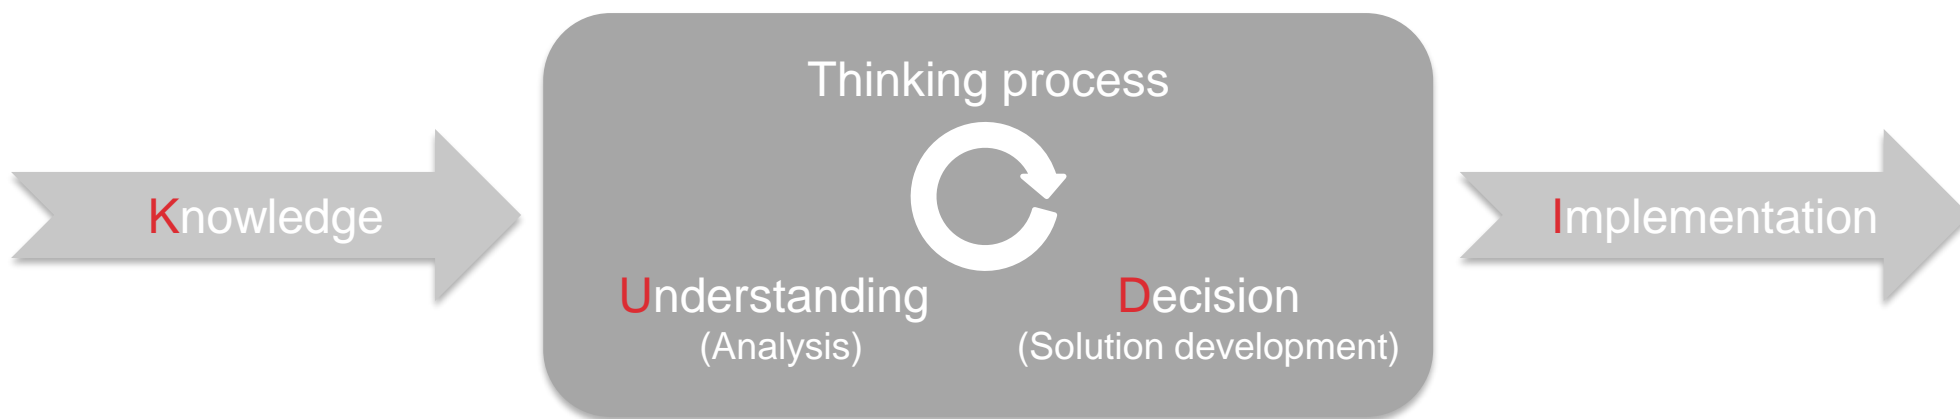 Knowledge
Thinking process
Understanding
(Analysis)
Decision
(Solution development)
Implementation